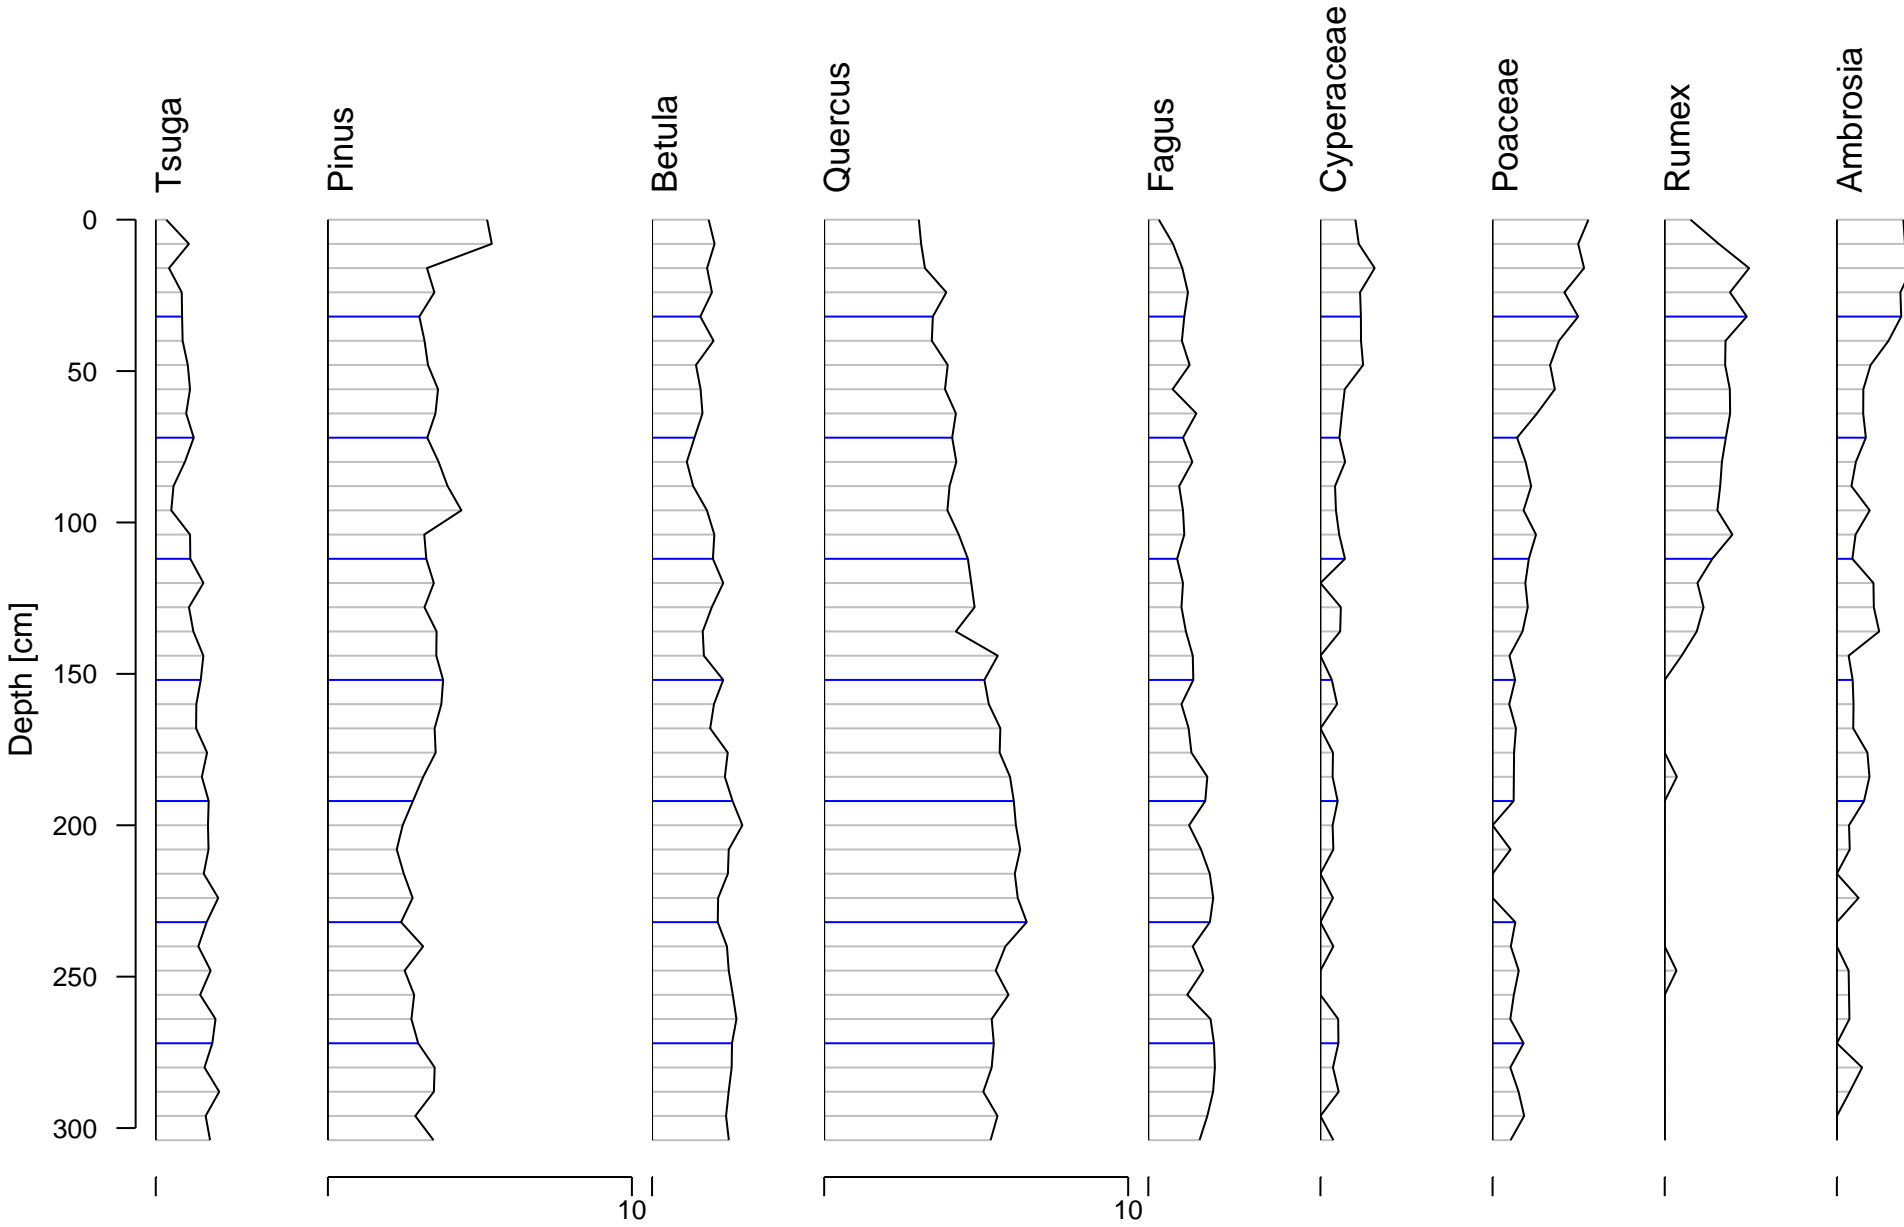 Tsuga
Pinus
Betula
Quercus
Fagus
Cyperaceae
Poaceae
Rumex
Ambrosia
Depth [cm]
0
50
100
150
200
250
300
10
10